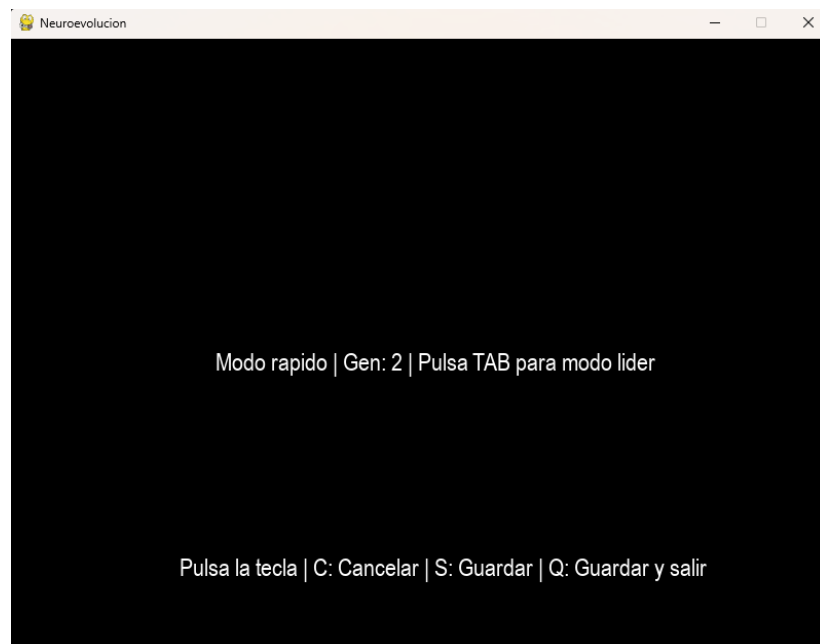 Neuroevolucion
Modo rapido | Gen: 2 | Pulsa TAB para modo lider
Pulsa la tecla | C: Cancelar | S: Guardar | Q: Guardar y salir